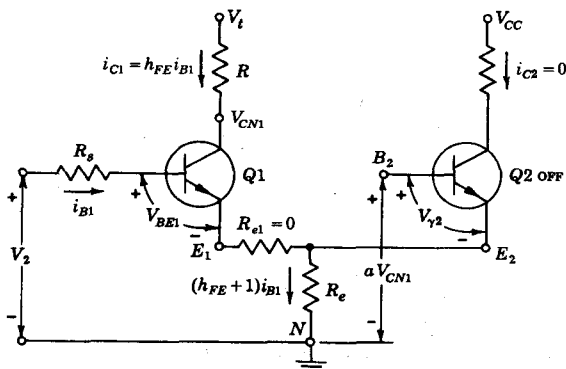 V_t
V_CC
i_C1 = h_FE i_B1
R
i_C2 = 0
V_CN1
R_s
Q1
B_2
Q2 OFF
+
i_B1
+
V_BE1
−
+
+
V_γ2
−
R_e1 = 0
E_1
E_2
V_2
(h_FE + 1)i_B1
R_e
a V_CN1
−
N
−